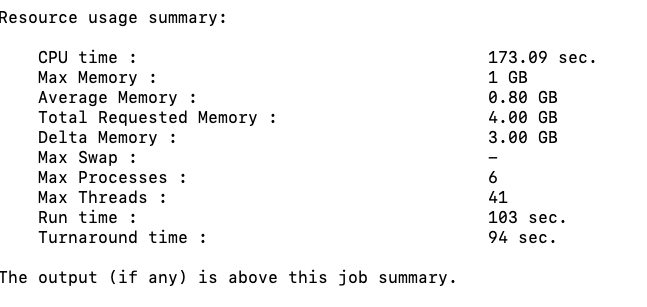 Resource usage summary:
CPU time : 173.09 sec.
Max Memory : 1 GB
Average Memory : 0.80 GB
Total Requested Memory : 4.00 GB
Delta Memory : 3.00 GB
Max Swap : –
Max Processes : 6
Max Threads : 41
Run time : 103 sec.
Turnaround time : 94 sec.
The output (if any) is above this job summary.